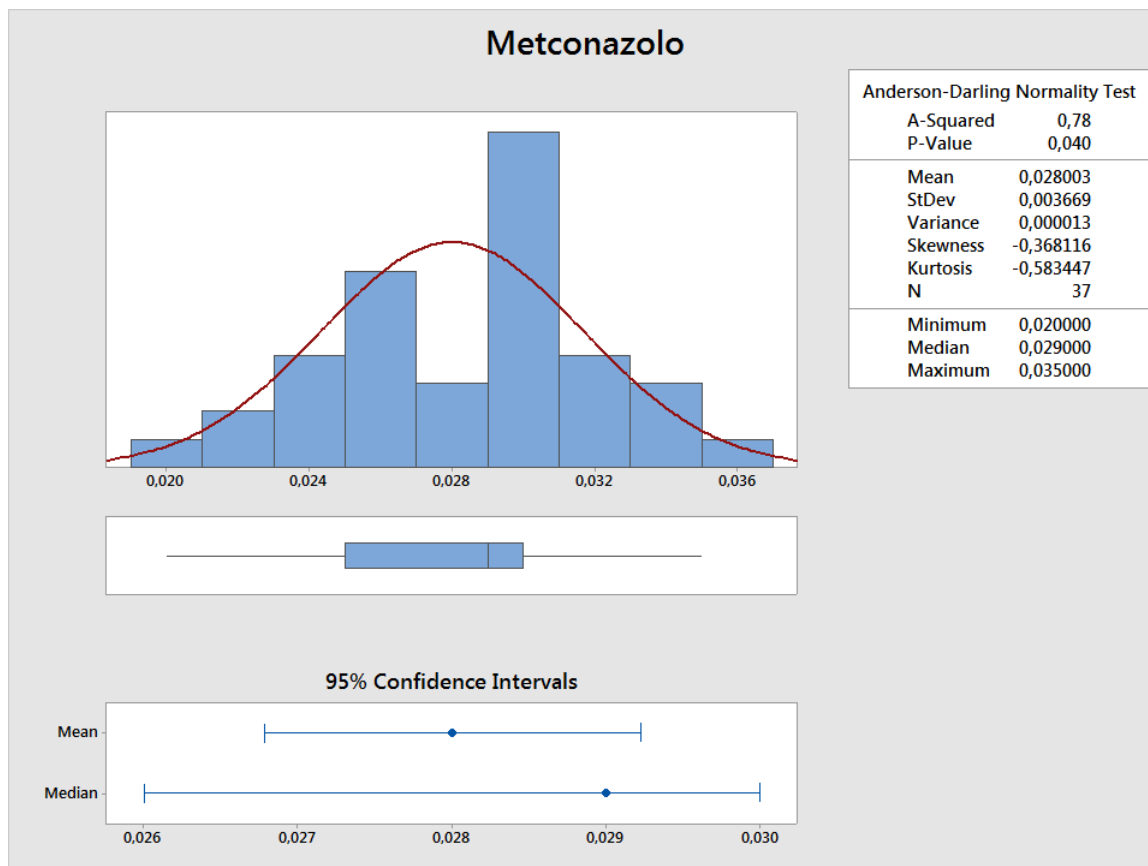 Metconazolo
Anderson-Darling Normality Test
A-Squared 0,78
P-Value 0,040
Mean 0,028003
StDev 0,003669
Variance 0,000013
Skewness -0,368116
Kurtosis -0,583447
N 37
Minimum 0,020000
Median 0,029000
Maximum 0,035000
0,020 0,024 0,028 0,032 0,036
95% Confidence Intervals
Mean
Median
0,026 0,027 0,028 0,029 0,030